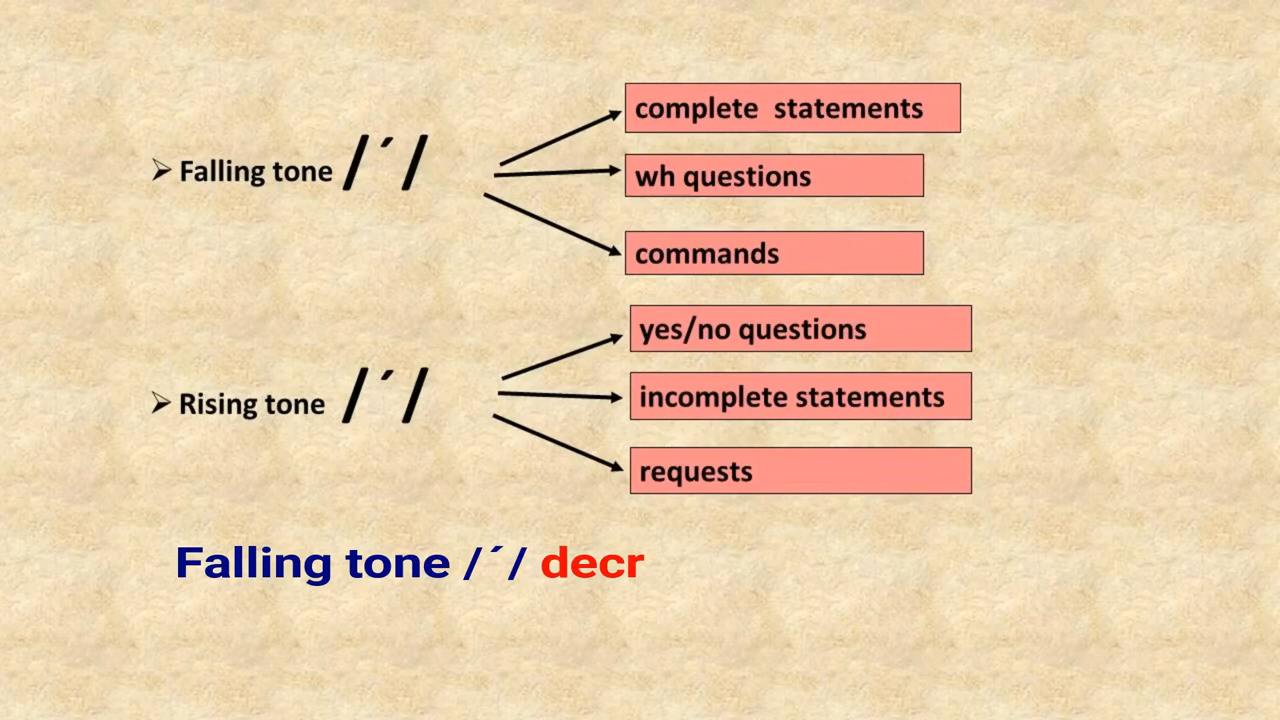 complete statements
➢ Falling tone /´/
wh questions
commands
yes/no questions
➢ Rising tone /´/
incomplete statements
requests
Falling tone /´/ decr